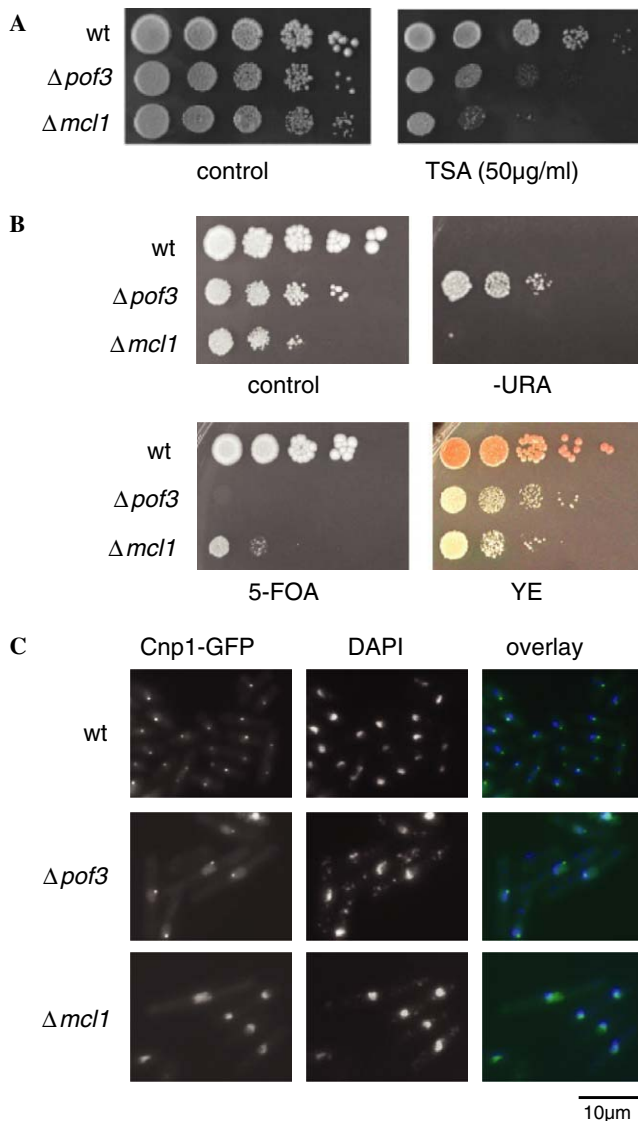 A
wt
Δpof3
Δmcl1
control
TSA (50µg/ml)
B
wt
Δpof3
Δmcl1
control
-URA
wt
Δpof3
Δmcl1
5-FOA
YE
C
Cnp1-GFP
DAPI
overlay
wt
Δpof3
Δmcl1
10µm